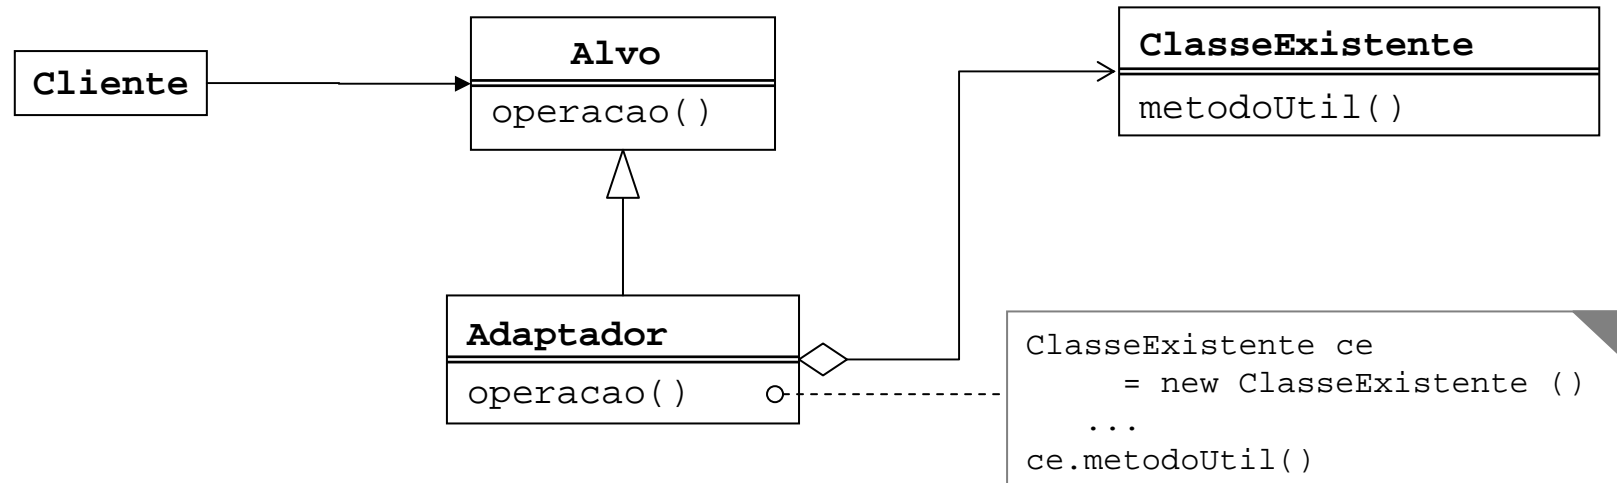 Cliente
Alvo
operacao()
ClasseExistente
metodoUtil()
Adaptador
operacao()
ClasseExistente ce
= new ClasseExistente ()
...
ce.metodoUtil()